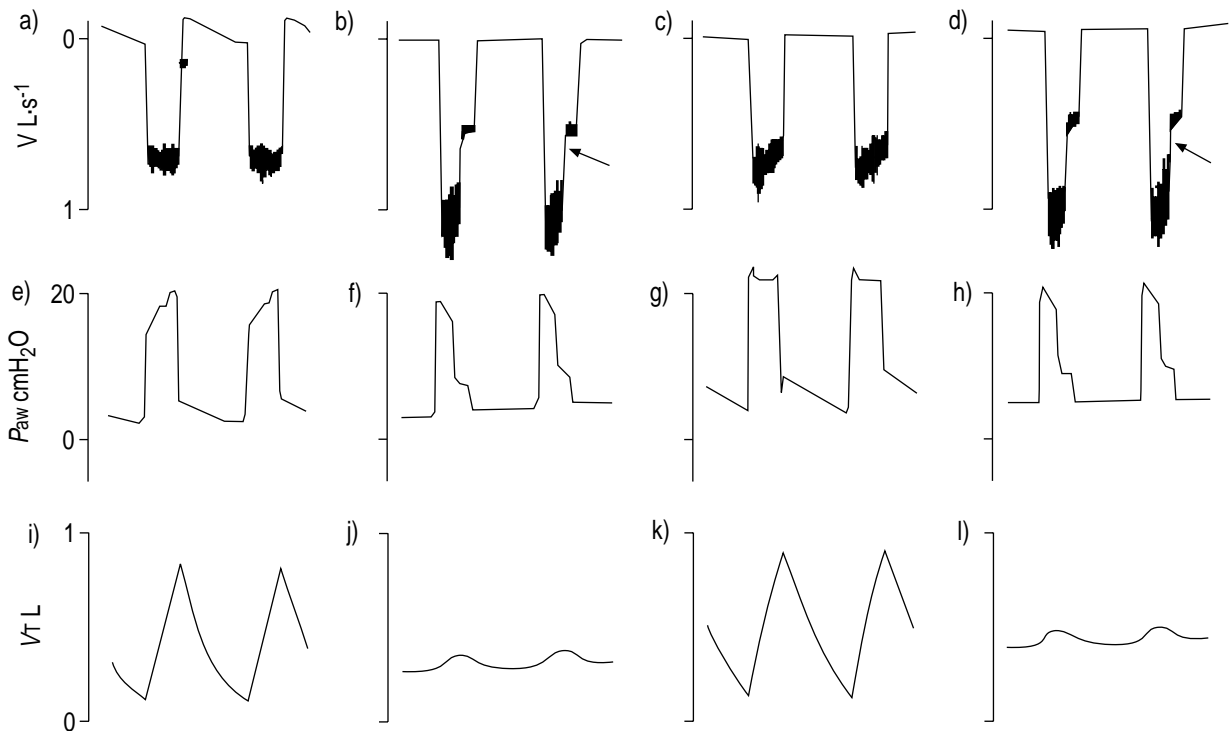 a) b) c) d)
0
V L·s⁻¹
1
e) 20 f) g) h)
Paw cmH₂O
0
i) 1 j) k) l)
VT L
0